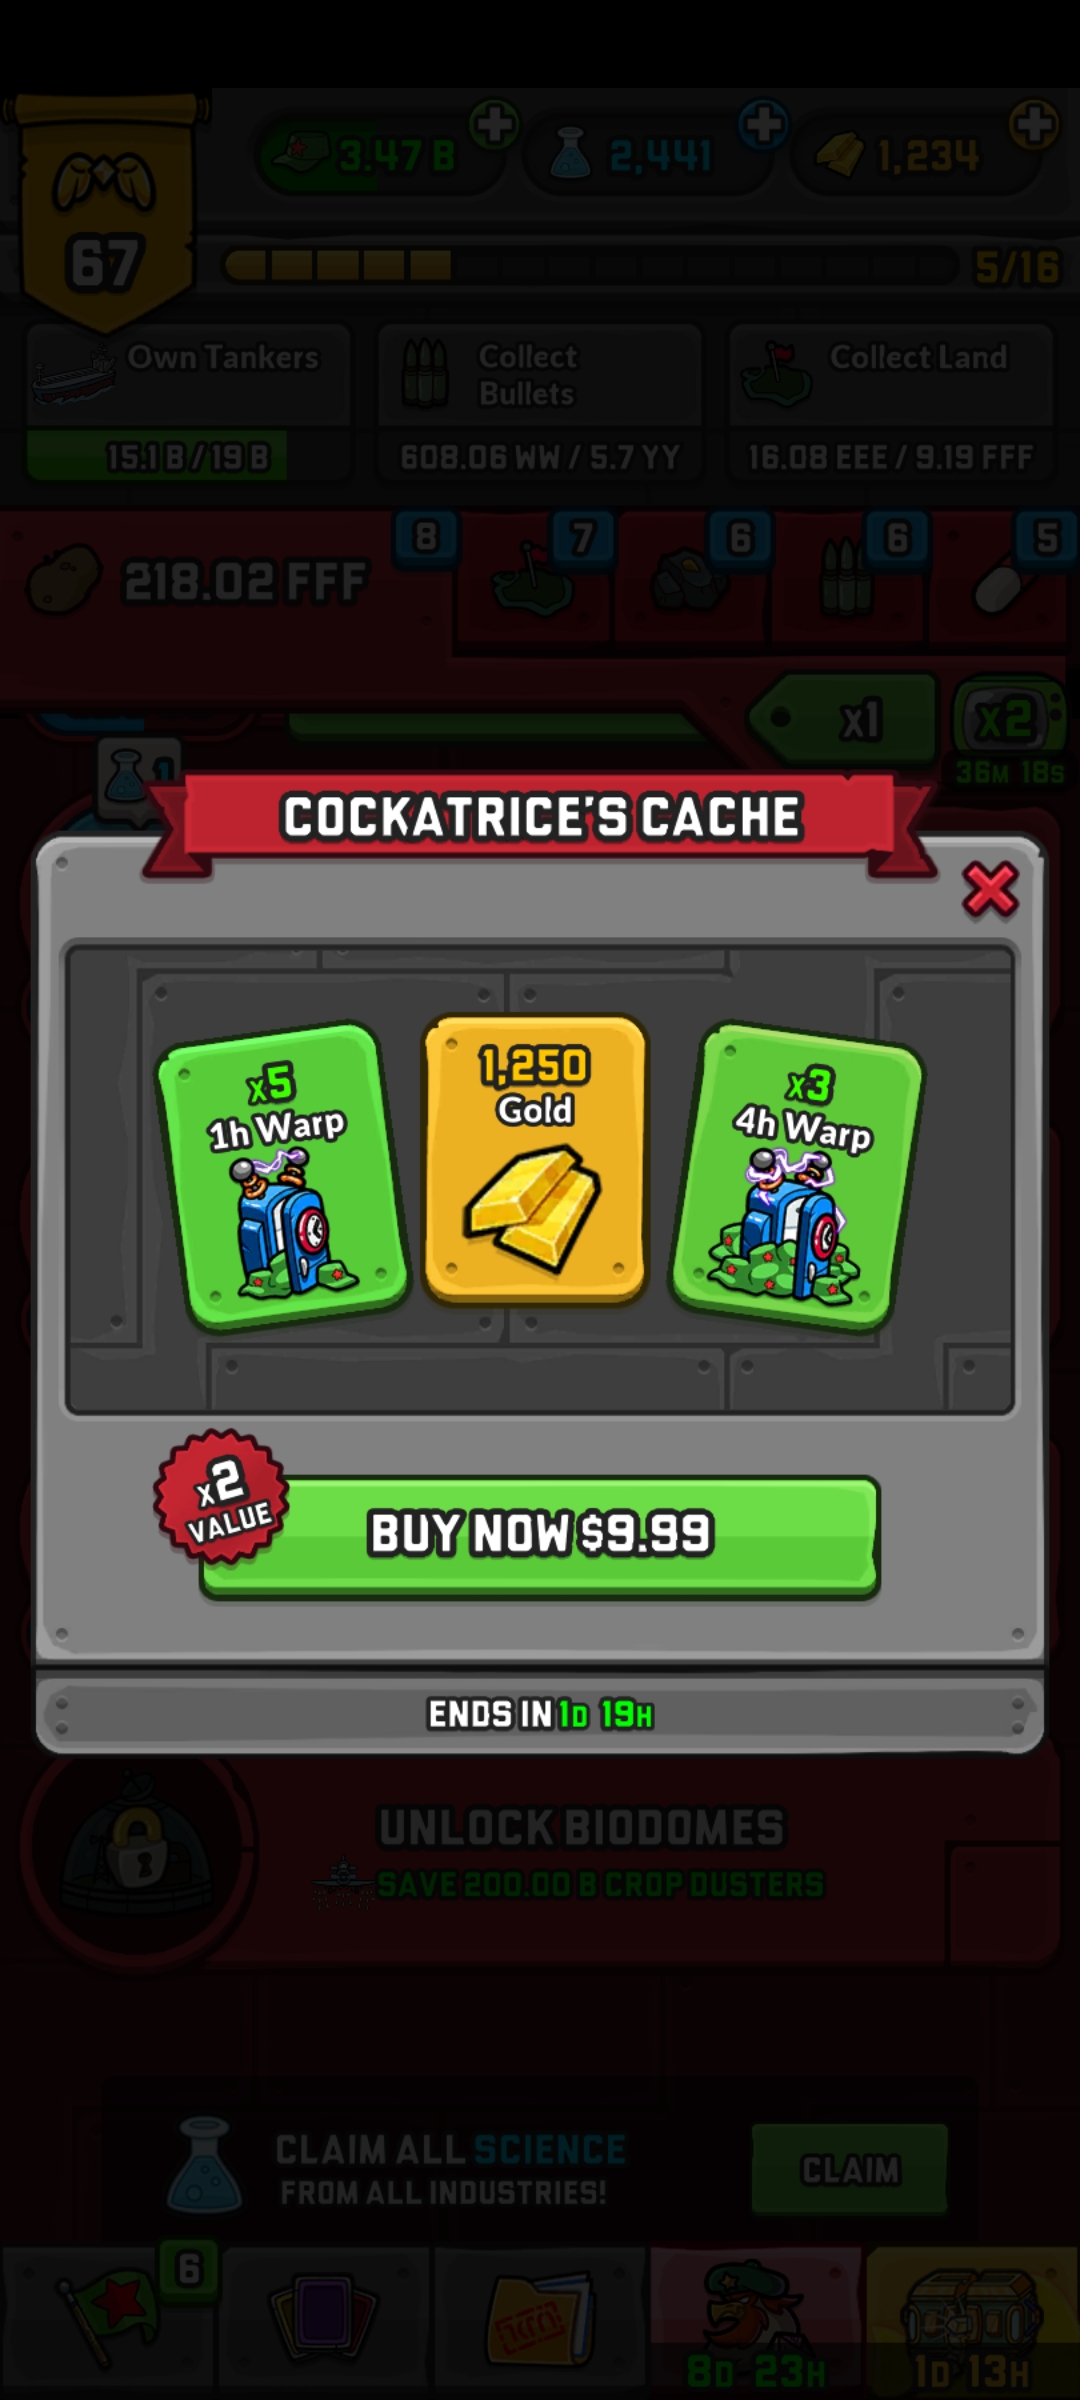 3.47 B
2,441
1,234
67
5/16
Own Tankers
15.1 B / 19 B
Collect
Bullets
608.06 WW / 5.7 YY
Collect Land
16.08 EEE / 9.19 FFF
218.02 FFF
8
7
6
6
5
x1
x2
36M 18S
1
COCKATRICE'S CACHE
x5
1h Warp
1,250
Gold
x3
4h Warp
x2
VALUE
BUY NOW $9.99
ENDS IN 1D 19H
UNLOCK BIODOMES
SAVE 200.00 B CROP DUSTERS
CLAIM ALL SCIENCE
FROM ALL INDUSTRIES!
CLAIM
6
8D 23H
1D 13H